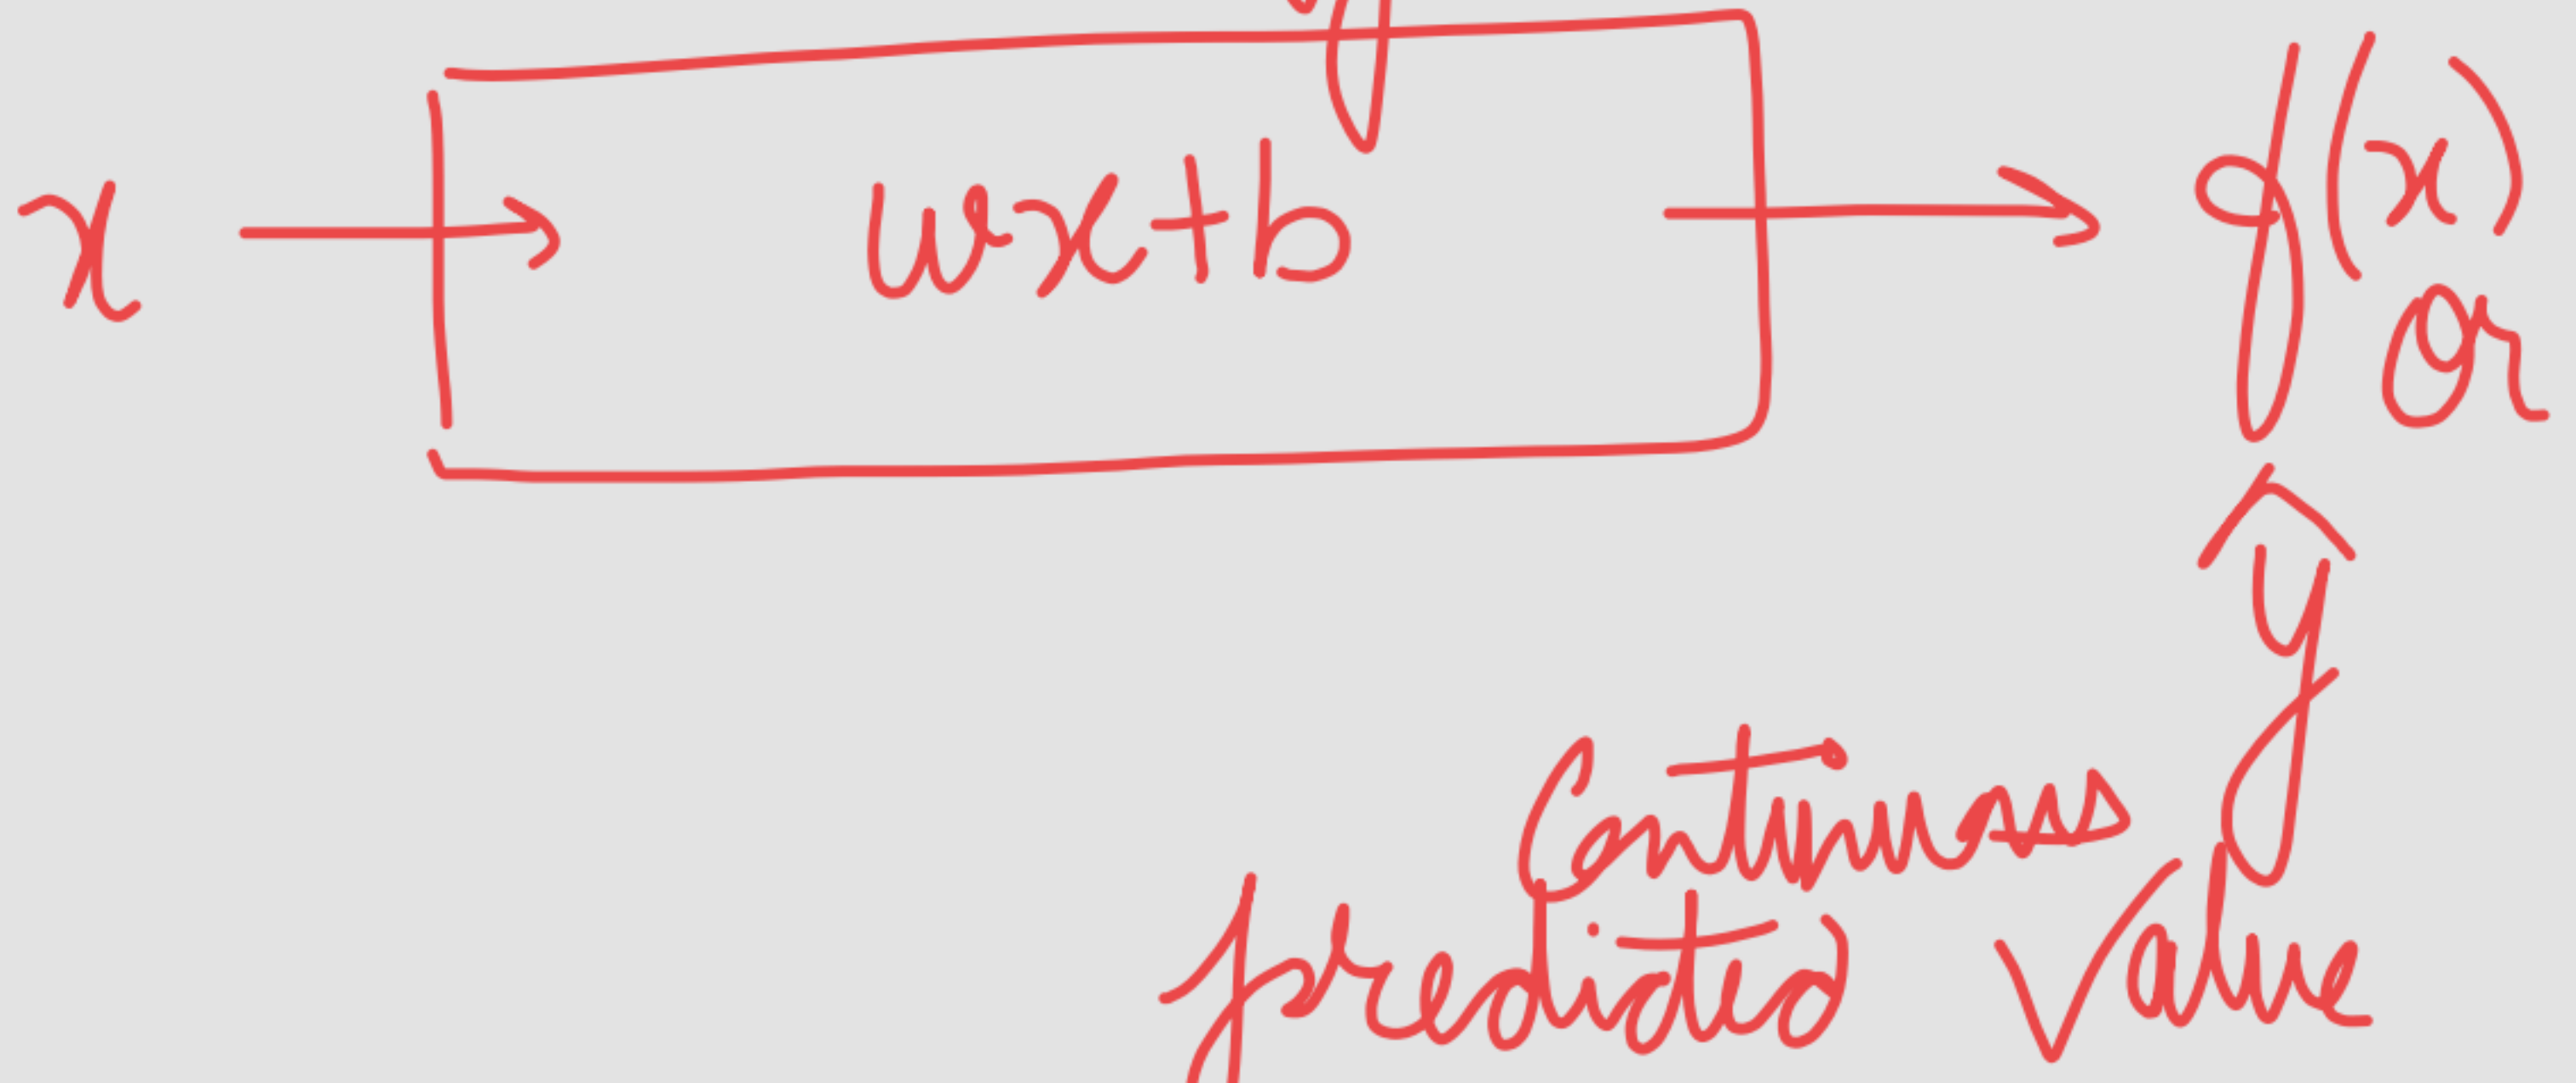 x → wx+b → f(x)
or
ŷ
Continuous
predicted Value